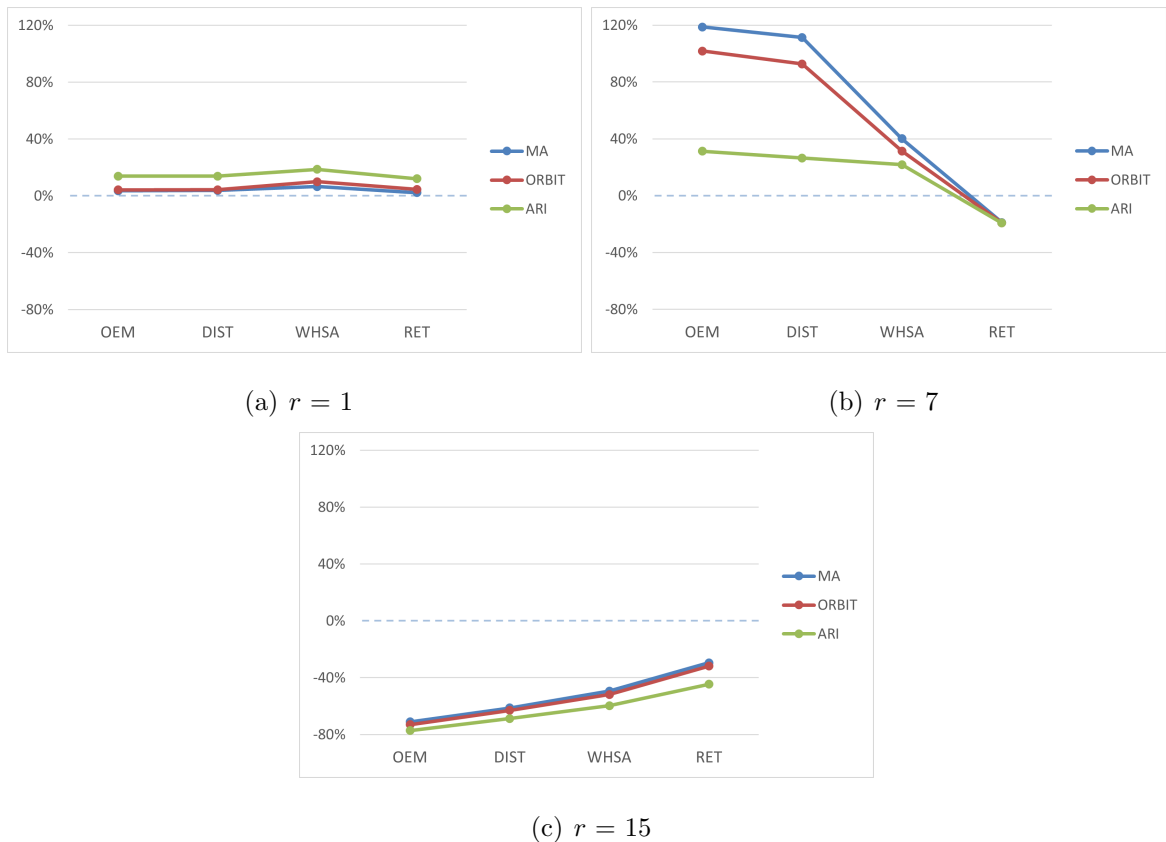 120%
80%
40%
0%
-40%
-80%
OEM DIST WHSA RET
MA
ORBIT
ARI
(a) r = 1
120%
80%
40%
0%
-40%
-80%
OEM DIST WHSA RET
MA
ORBIT
ARI
(b) r = 7
120%
80%
40%
0%
-40%
-80%
OEM DIST WHSA RET
MA
ORBIT
ARI
(c) r = 15